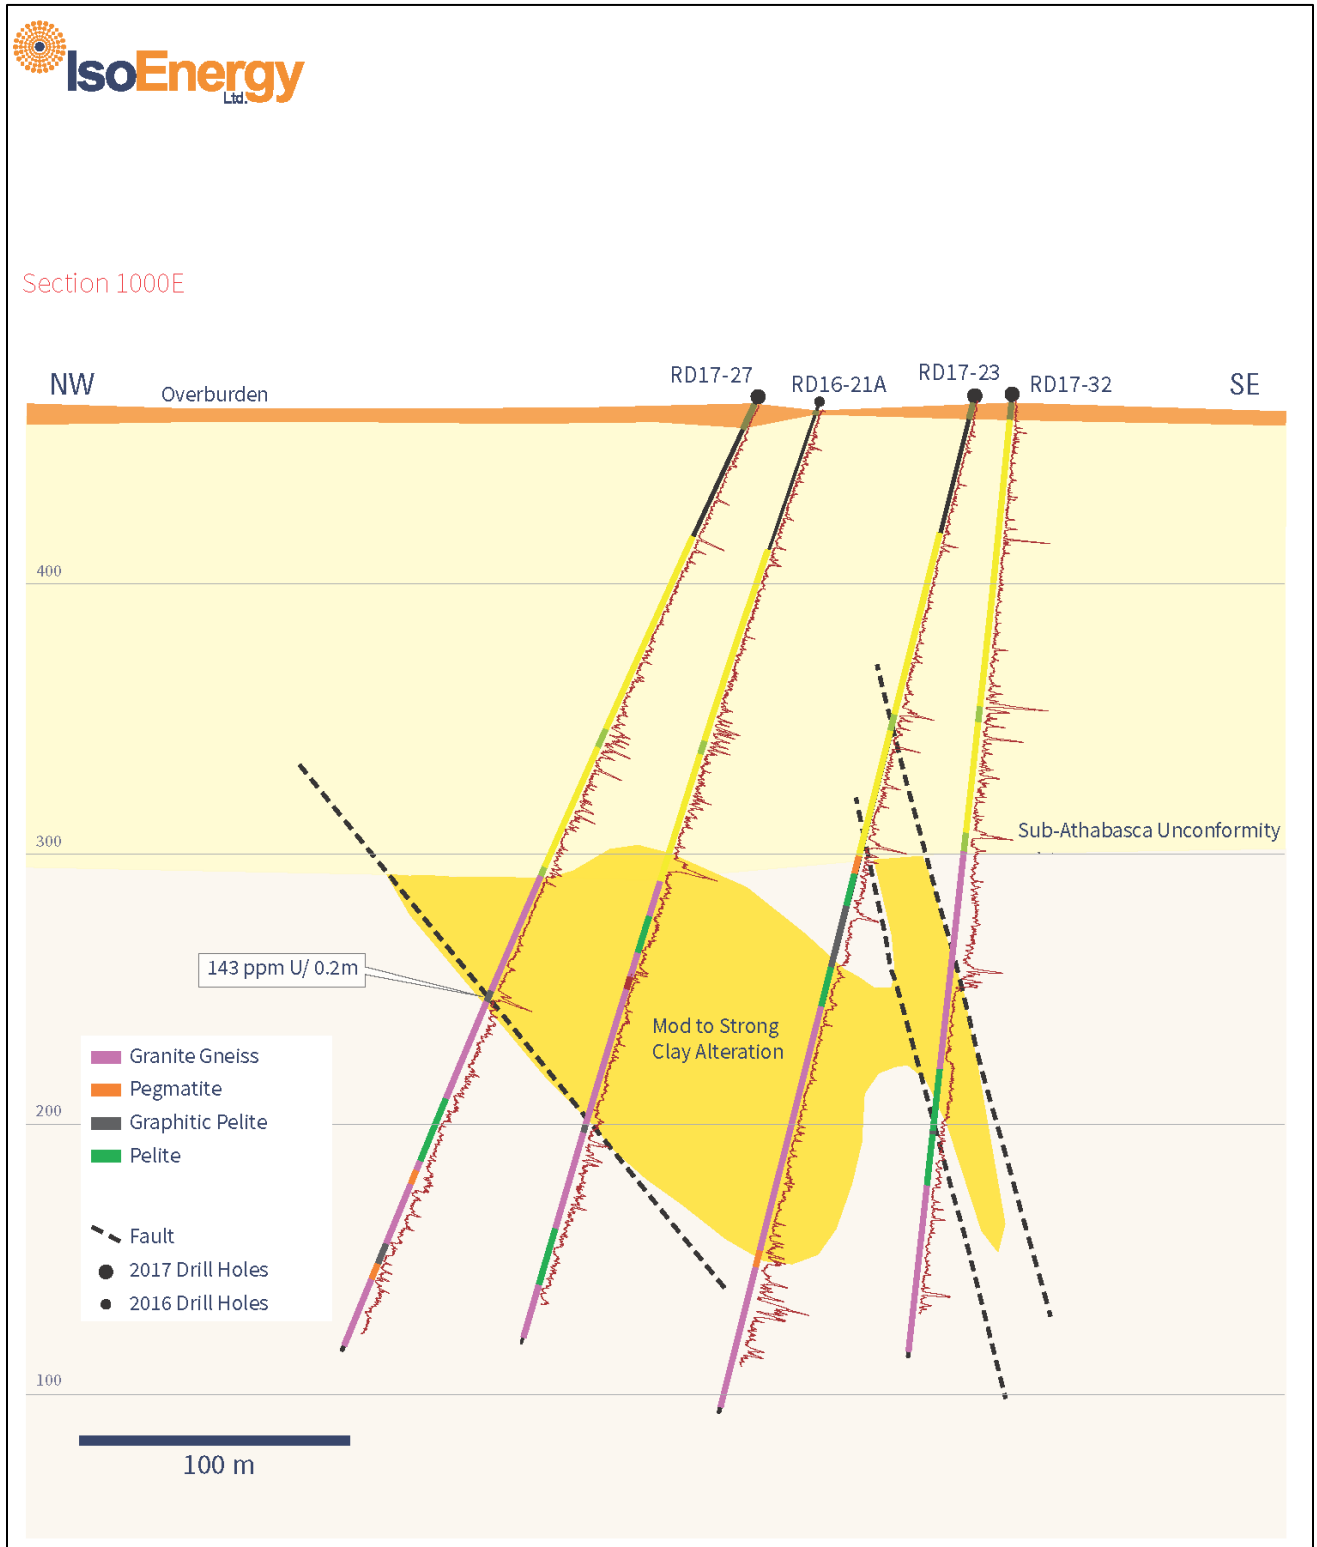 IsoEnergy
Ltd.
Section 1000E
NW
Overburden
RD17-27
RD16-21A
RD17-23
RD17-32
SE
400
300
Sub-Athabasca Unconformity
143 ppm U/ 0.2m
Mod to Strong
Clay Alteration
Granite Gneiss
Pegmatite
Graphitic Pelite
Pelite
200
Fault
2017 Drill Holes
2016 Drill Holes
100
100 m